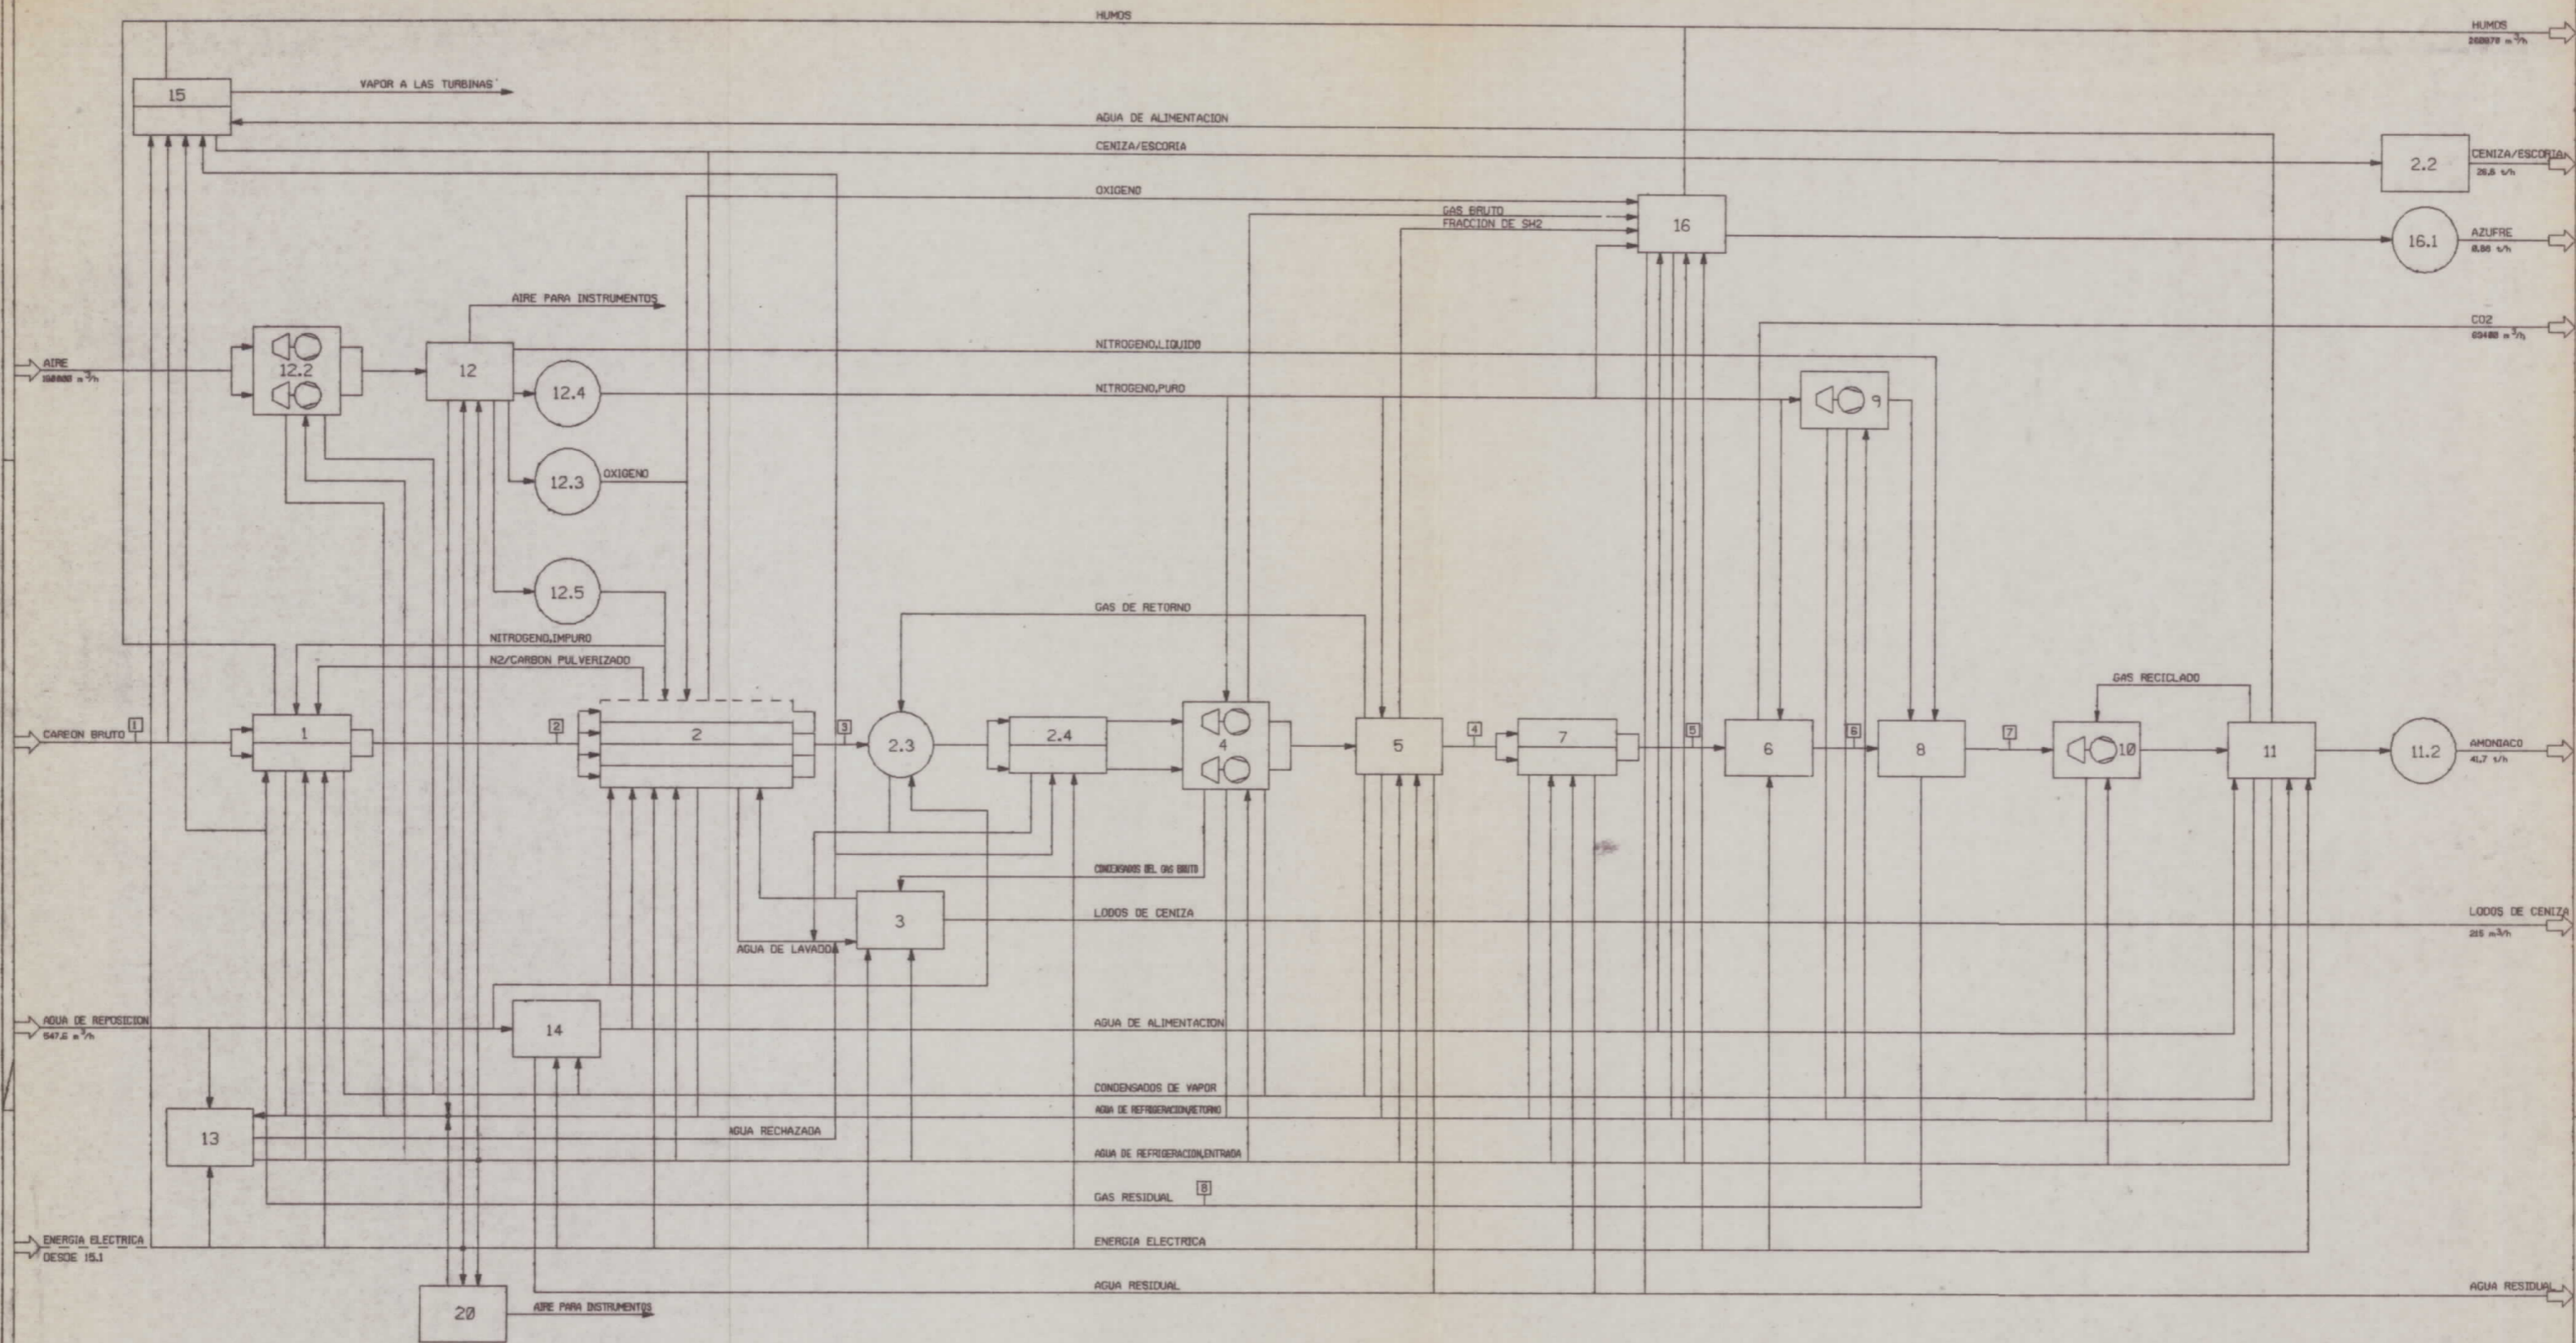 HUMOS
HUMOS
15
VAPOR A LAS TURBINAS
AGUA DE ALIMENTACION
CENIZA/ESCORIA
2.2
CENIZA/ESCORIA
OXIGENO
GAS BRUTO
FRACCION DE SH2
16
16.1
AZUFRE
AIRE PARA INSTRUMENTOS
CO2
NITROGENO,LIQUIDO
AIRE
12.2
12
12.4
NITROGENO,PURO
9
12.3
OXIGENO
12.5
GAS DE RETORNO
NITROGENO,IMPURO
N2/CARBON PULVERIZADO
GAS RECICLADO
CARBON BRUTO
1
1
2
2
3
2.3
2.4
4
5
4
7
5
6
6
8
7
10
11
11.2
AMONIACO
41,7 t/h
CONDENSADOS DEL GAS BRUTO
3
LODOS DE CENIZA
LODOS DE CENIZA
215 m3/h
AGUA DE LAVADO
AGUA DE REPOSICION
547,6 m3/h
14
AGUA DE ALIMENTACION
CONDENSADOS DE VAPOR
AGUA DE REFRIGERACION,RETORNO
13
AGUA RECHAZADA
AGUA DE REFRIGERACION,ENTRADA
GAS RESIDUAL
8
ENERGIA ELECTRICA
DESDE 15.1
ENERGIA ELECTRICA
AGUA RESIDUAL
AGUA RESIDUAL
20
AIRE PARA INSTRUMENTOS